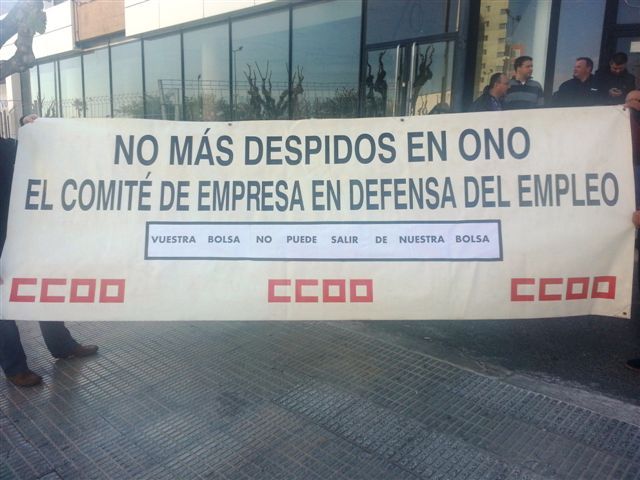 NO MÁS DESPIDOS EN ONO
EL COMITÉ DE EMPRESA EN DEFENSA DEL EMPLEO
VUESTRA BOLSA NO PUEDE SALIR DE NUESTRA BOLSA
CCOO CCOO CCOO